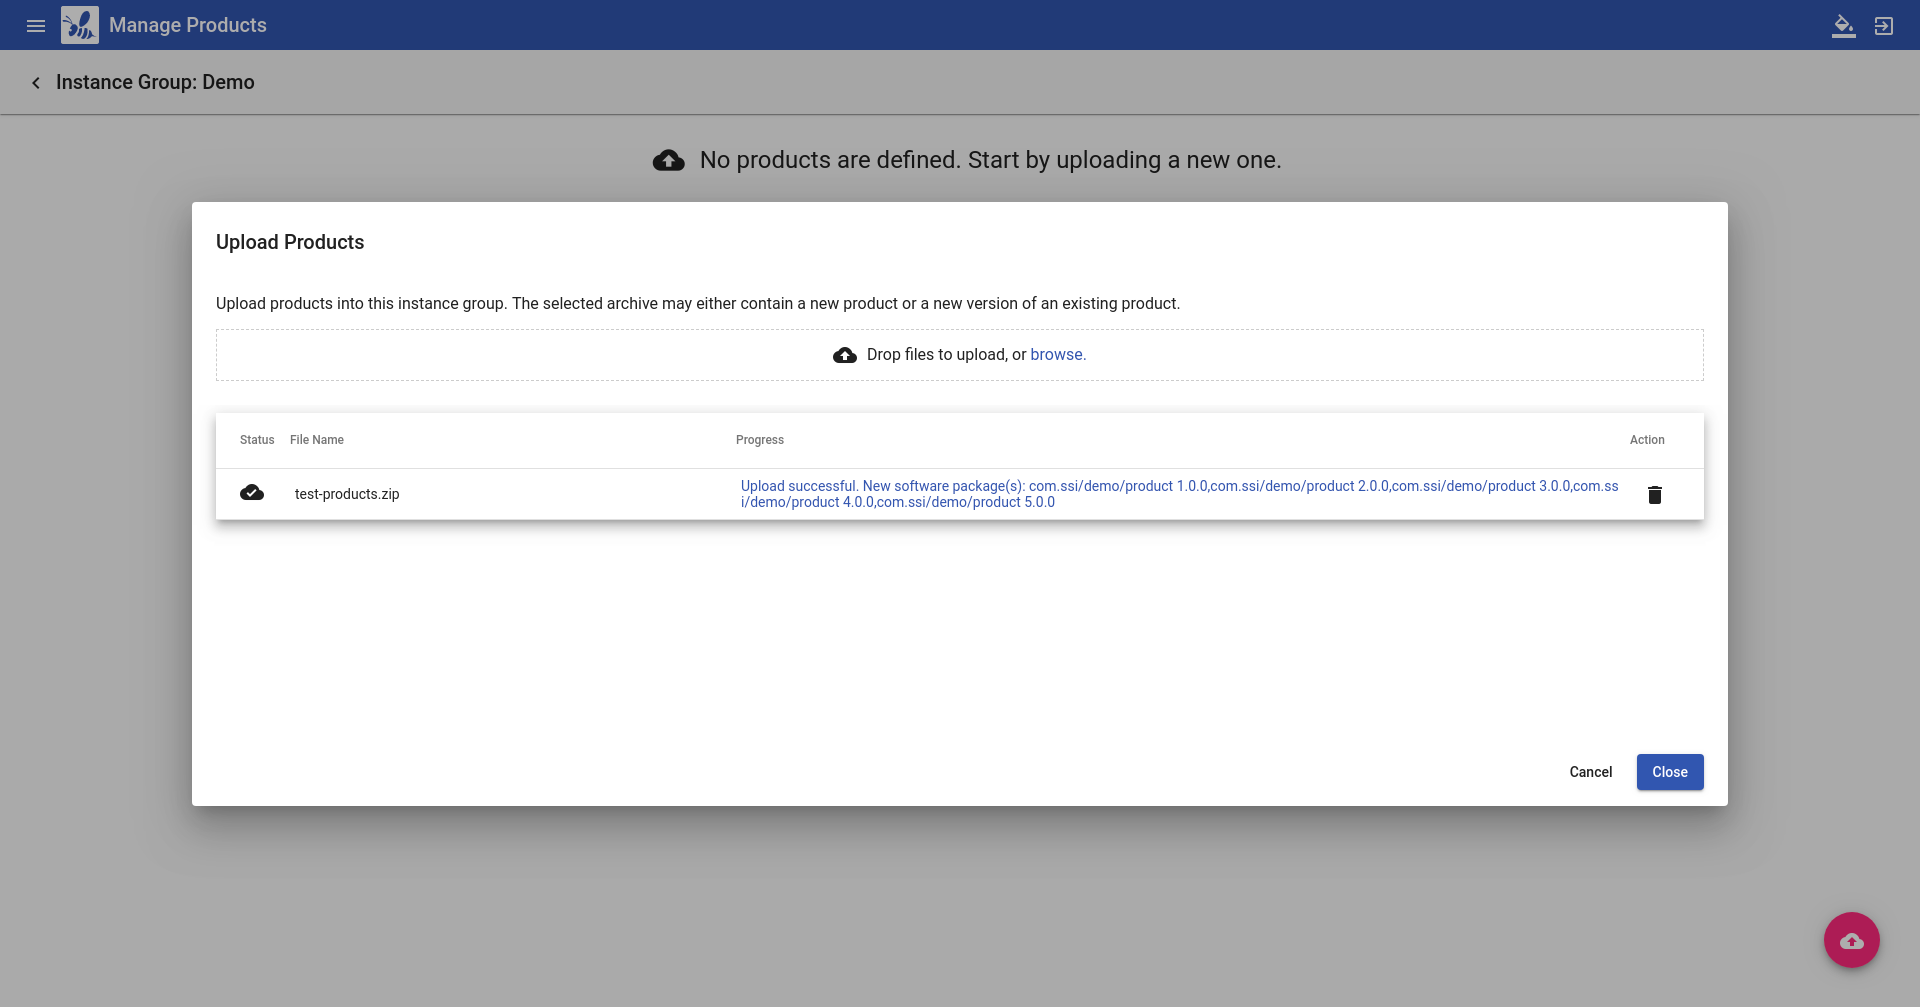 Manage Products
Instance Group: Demo
No products are defined. Start by uploading a new one.
Upload Products
Upload products into this instance group. The selected archive may either contain a new product or a new version of an existing product.
Drop files to upload, or browse.
Status File Name Progress Action
test-products.zip
Upload successful. New software package(s): com.ssi/demo/product 1.0.0,com.ssi/demo/product 2.0.0,com.ssi/demo/product 3.0.0,com.ss
i/demo/product 4.0.0,com.ssi/demo/product 5.0.0
Cancel Close